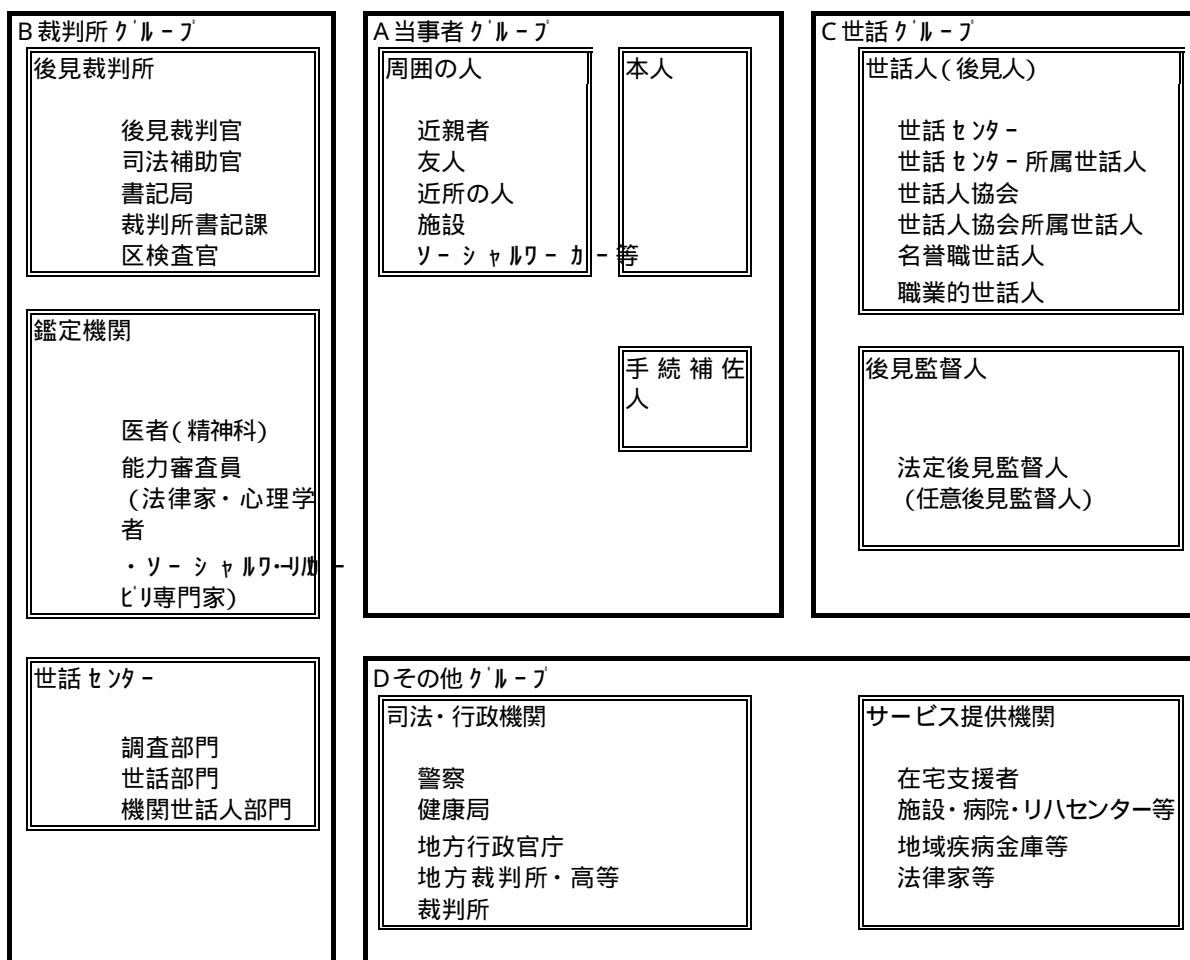 B裁判所グループ
後見裁判所
後見裁判官
司法補助官
書記局
裁判所書記課
区検査官
鑑定機関
医者(精神科)
能力審査員
(法律家・心理学
者
・ソーシャルワーカー・リハ
ビリ専門家)
世話センター
調査部門
世話部門
機関世話人部門
A当事者グループ
周囲の人
近親者
友人
近所の人
施設
ソーシャルワーカー等
本人
手続補佐
人
C世話グループ
世話人(後見人)
世話センター
世話センター所属世話人
世話人協会
世話人協会所属世話人
名誉職世話人
職業的世話人
後見監督人
法定後見監督人
(任意後見監督人)
Dその他グループ
司法・行政機関
警察
健康局
地方行政官庁
地方裁判所・高等
裁判所
サービス提供機関
在宅支援者
施設・病院・リハセンター等
地域疾病金庫等
法律家等